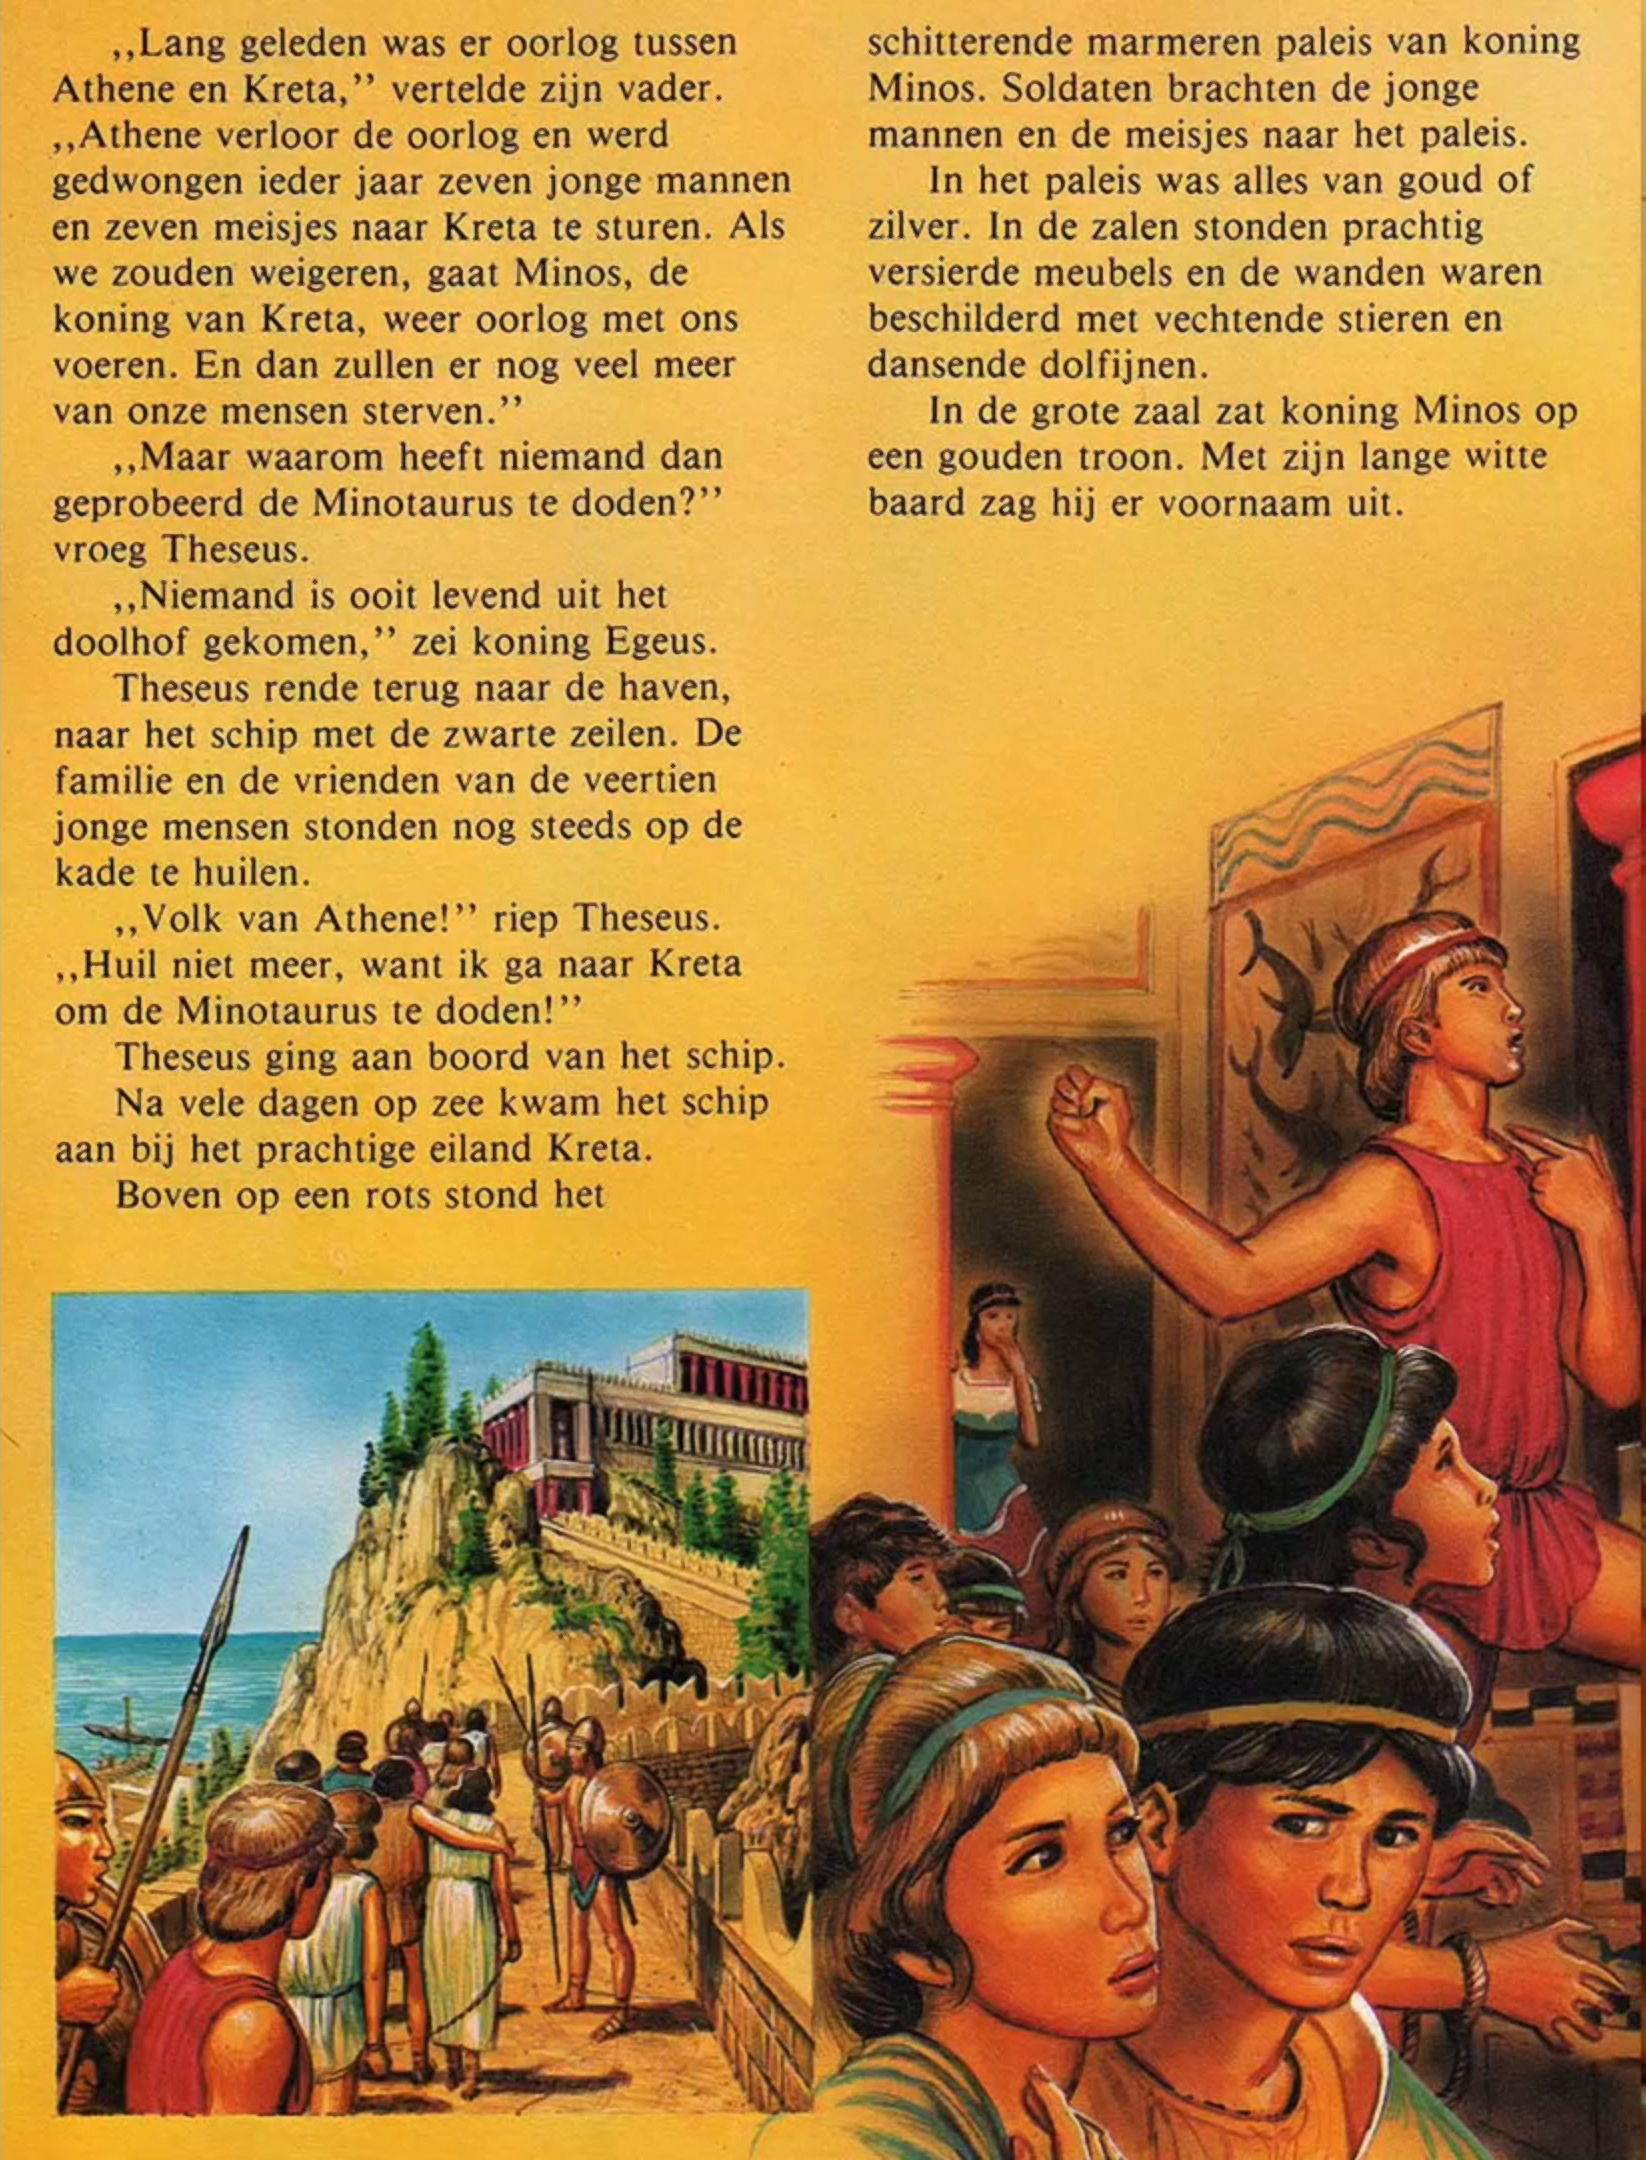 ,,Lang geleden was er oorlog tussen
Athene en Kreta,’’ vertelde zijn vader.
,,Athene verloor de oorlog en werd
gedwongen ieder jaar zeven jonge mannen
en zeven meisjes naar Kreta te sturen. Als
we zouden weigeren, gaat Minos, de
koning van Kreta, weer oorlog met ons
voeren. En dan zullen er nog veel meer
van onze mensen sterven.’’
,,Maar waarom heeft niemand dan
geprobeerd de Minotaurus te doden?’’
vroeg Theseus.
,,Niemand is ooit levend uit het
doolhof gekomen,’’ zei koning Egeus.
Theseus rende terug naar de haven,
naar het schip met de zwarte zeilen. De
familie en de vrienden van de veertien
jonge mensen stonden nog steeds op de
kade te huilen.
,,Volk van Athene!’’ riep Theseus.
,,Huil niet meer, want ik ga naar Kreta
om de Minotaurus te doden!’’
Theseus ging aan boord van het schip.
Na vele dagen op zee kwam het schip
aan bij het prachtige eiland Kreta.
Boven op een rots stond het
schitterende marmeren paleis van koning
Minos. Soldaten brachten de jonge
mannen en de meisjes naar het paleis.
In het paleis was alles van goud of
zilver. In de zalen stonden prachtig
versierde meubels en de wanden waren
beschilderd met vechtende stieren en
dansende dolfijnen.
In de grote zaal zat koning Minos op
een gouden troon. Met zijn lange witte
baard zag hij er voornaam uit.